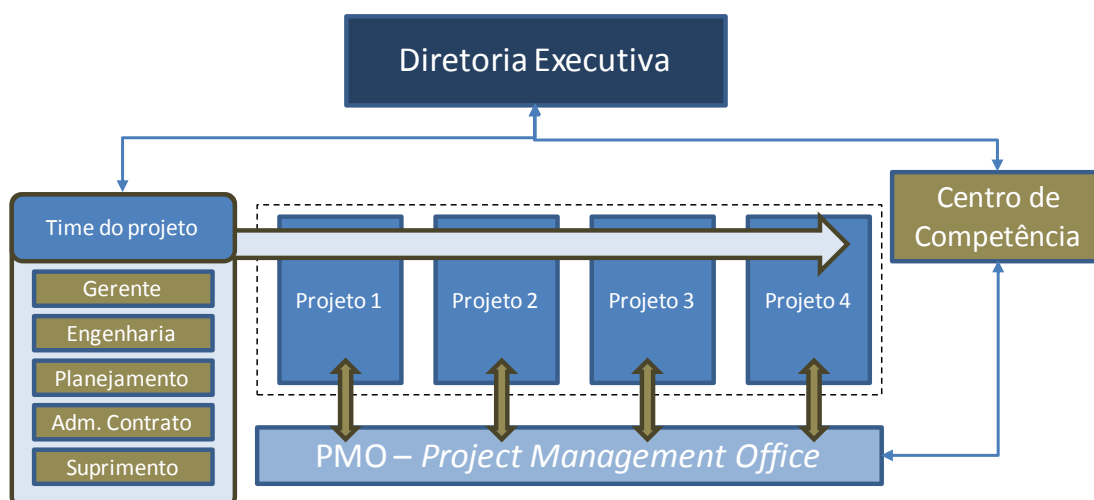 Diretoria Executiva
Time do projeto
Gerente
Engenharia
Planejamento
Adm. Contrato
Suprimento
Projeto 1
Projeto 2
Projeto 3
Projeto 4
PMO – Project Management Office
Centro de
Competência